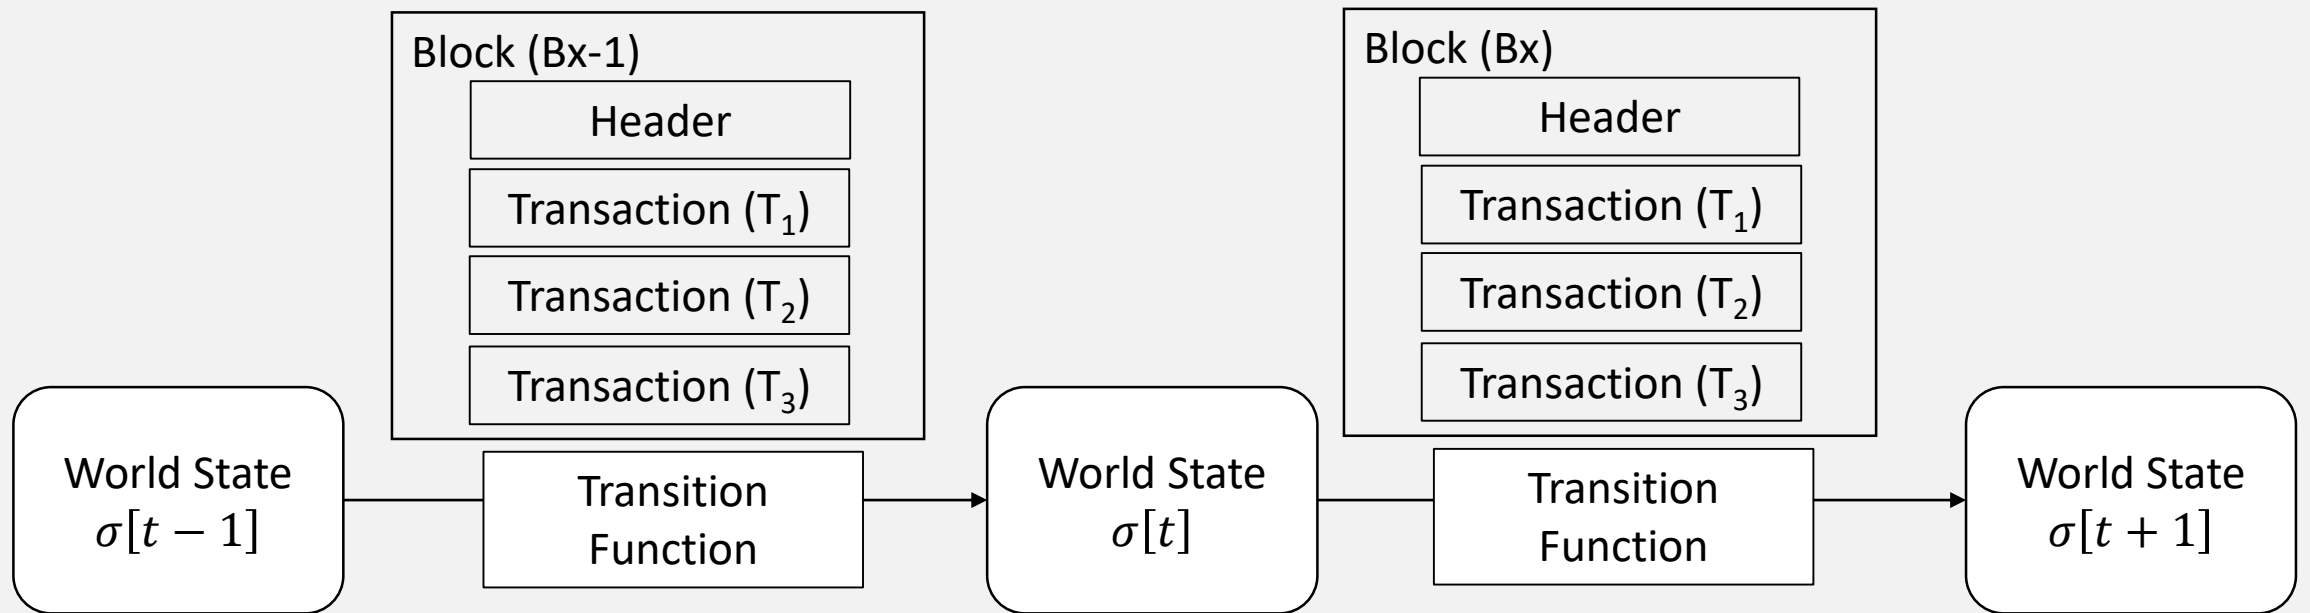 Block (Bx-1)
Header
Transaction (T₁)
Transaction (T₂)
Transaction (T₃)
Block (Bx)
Header
Transaction (T₁)
Transaction (T₂)
Transaction (T₃)
World State
σ[t − 1]
Transition
Function
World State
σ[t]
Transition
Function
World State
σ[t + 1]